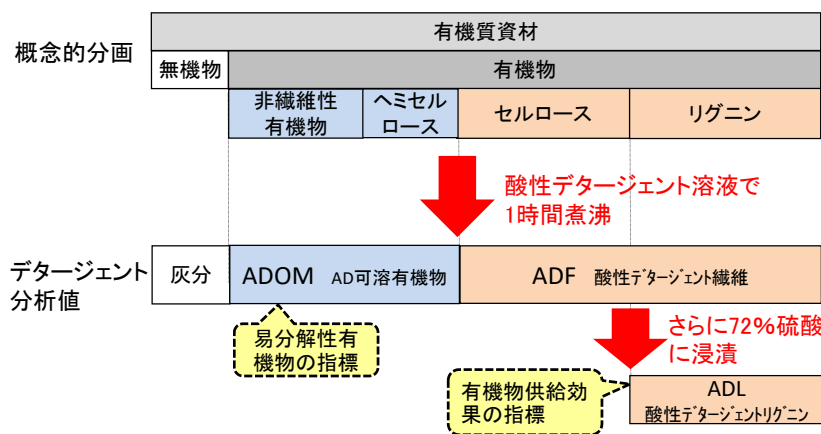 概念的分画
有機質資材
無機物
有機物
非繊維性
有機物
ヘミセル
ロース
セルロース
リグニン
酸性デタージェント溶液で
1時間煮沸
デタージェント
分析値
灰分
ADOM AD可溶有機物
ADF 酸性ﾃﾞﾀｰｼﾞｪﾝﾄ繊維
易分解性有
機物の指標
さらに72%硫酸
に浸漬
有機物供給効
果の指標
ADL
酸性ﾃﾞﾀｰｼﾞｪﾝﾄﾘｸﾞﾆﾝ